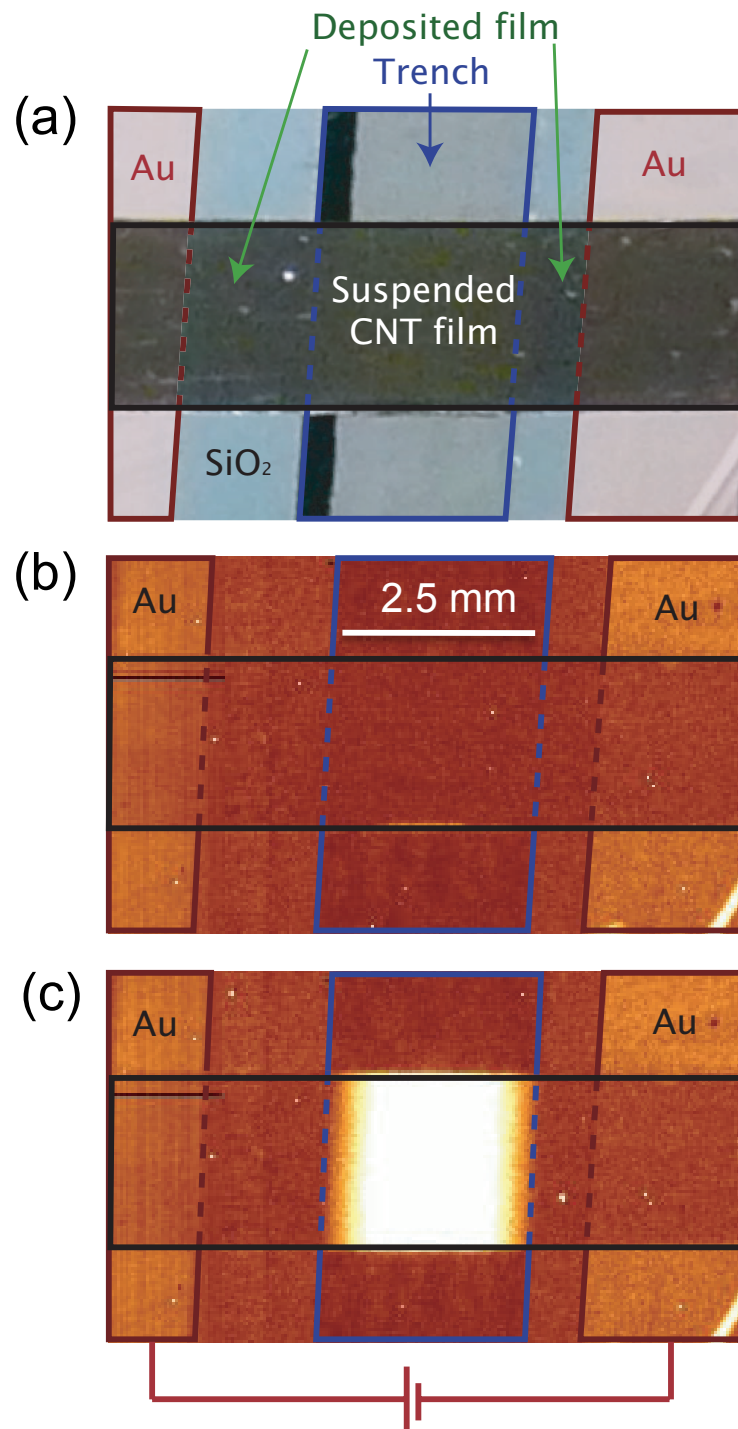 Deposited film
Trench
(a)
Au
Au
Suspended
CNT film
SiO₂
(b)
Au
2.5 mm
Au
(c)
Au
Au